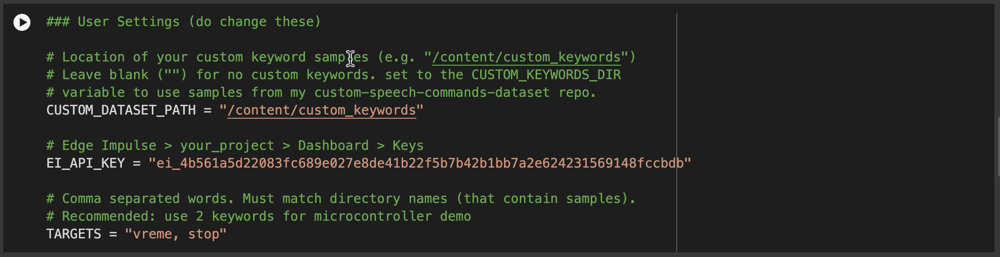 ### User Settings (do change these)
# Location of your custom keyword samples (e.g. "/content/custom_keywords")
# Leave blank ("") for no custom keywords. set to the CUSTOM_KEYWORDS_DIR
# variable to use samples from my custom-speech-commands-dataset repo.
CUSTOM_DATASET_PATH = "/content/custom_keywords"
# Edge Impulse > your_project > Dashboard > Keys
EI_API_KEY = "ei_4b561a5d22083fc689e027e8de41b22f5b7b42b1bb7a2e624231569148fccbdb"
# Comma separated words. Must match directory names (that contain samples).
# Recommended: use 2 keywords for microcontroller demo
TARGETS = "vreme, stop"